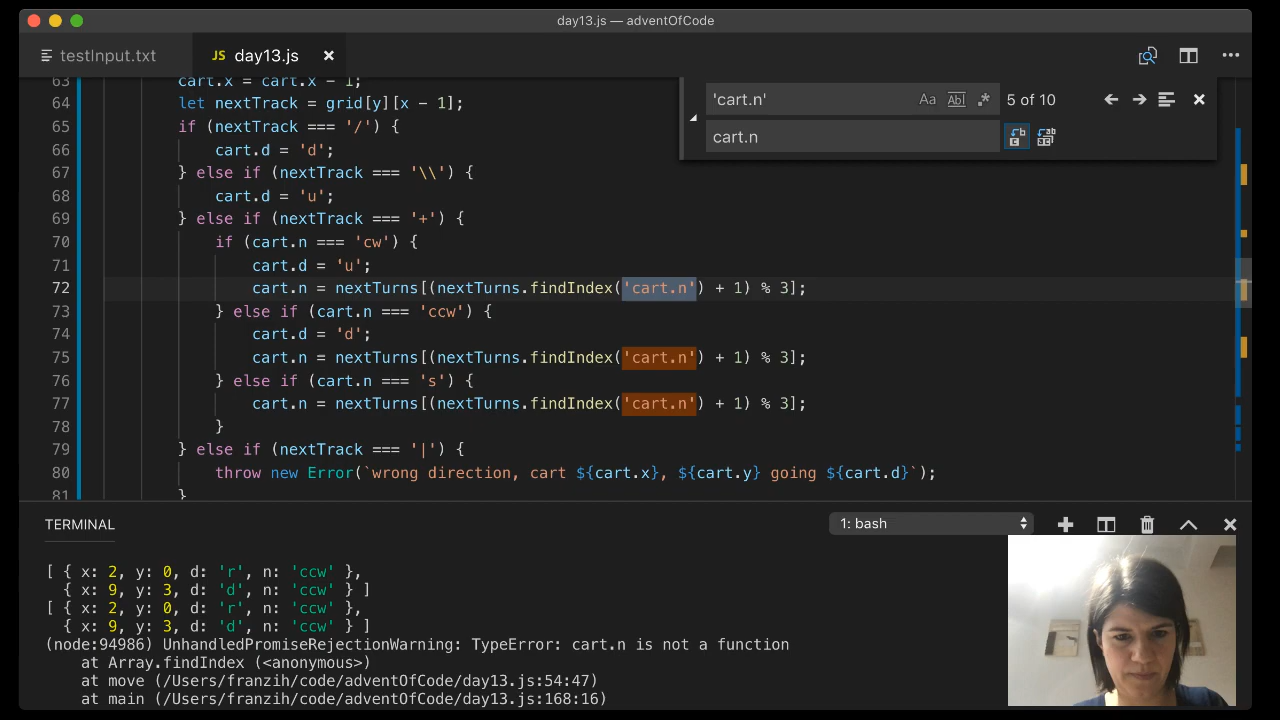 day13.js — adventOfCode
testInput.txt
JS day13.js
'cart.n' Aa Abl .* 5 of 10
cart.n
63 cart.x = cart.x - 1;
64 let nextTrack = grid[y][x - 1];
65 if (nextTrack === '/') {
66 cart.d = 'd';
67 } else if (nextTrack === '\\') {
68 cart.d = 'u';
69 } else if (nextTrack === '+') {
70 if (cart.n === 'cw') {
71 cart.d = 'u';
72 cart.n = nextTurns[(nextTurns.findIndex('cart.n') + 1) % 3];
73 } else if (cart.n === 'ccw') {
74 cart.d = 'd';
75 cart.n = nextTurns[(nextTurns.findIndex('cart.n') + 1) % 3];
76 } else if (cart.n === 's') {
77 cart.n = nextTurns[(nextTurns.findIndex('cart.n') + 1) % 3];
78 }
79 } else if (nextTrack === '|') {
80 throw new Error(`wrong direction, cart ${cart.x}, ${cart.y} going ${cart.d}`);
81 }
TERMINAL
1: bash
[ { x: 2, y: 0, d: 'r', n: 'ccw' },
{ x: 9, y: 3, d: 'd', n: 'ccw' } ]
[ { x: 2, y: 0, d: 'r', n: 'ccw' },
{ x: 9, y: 3, d: 'd', n: 'ccw' } ]
(node:94986) UnhandledPromiseRejectionWarning: TypeError: cart.n is not a function
at Array.findIndex (<anonymous>)
at move (/Users/franzih/code/adventOfCode/day13.js:54:47)
at main (/Users/franzih/code/adventOfCode/day13.js:168:16)